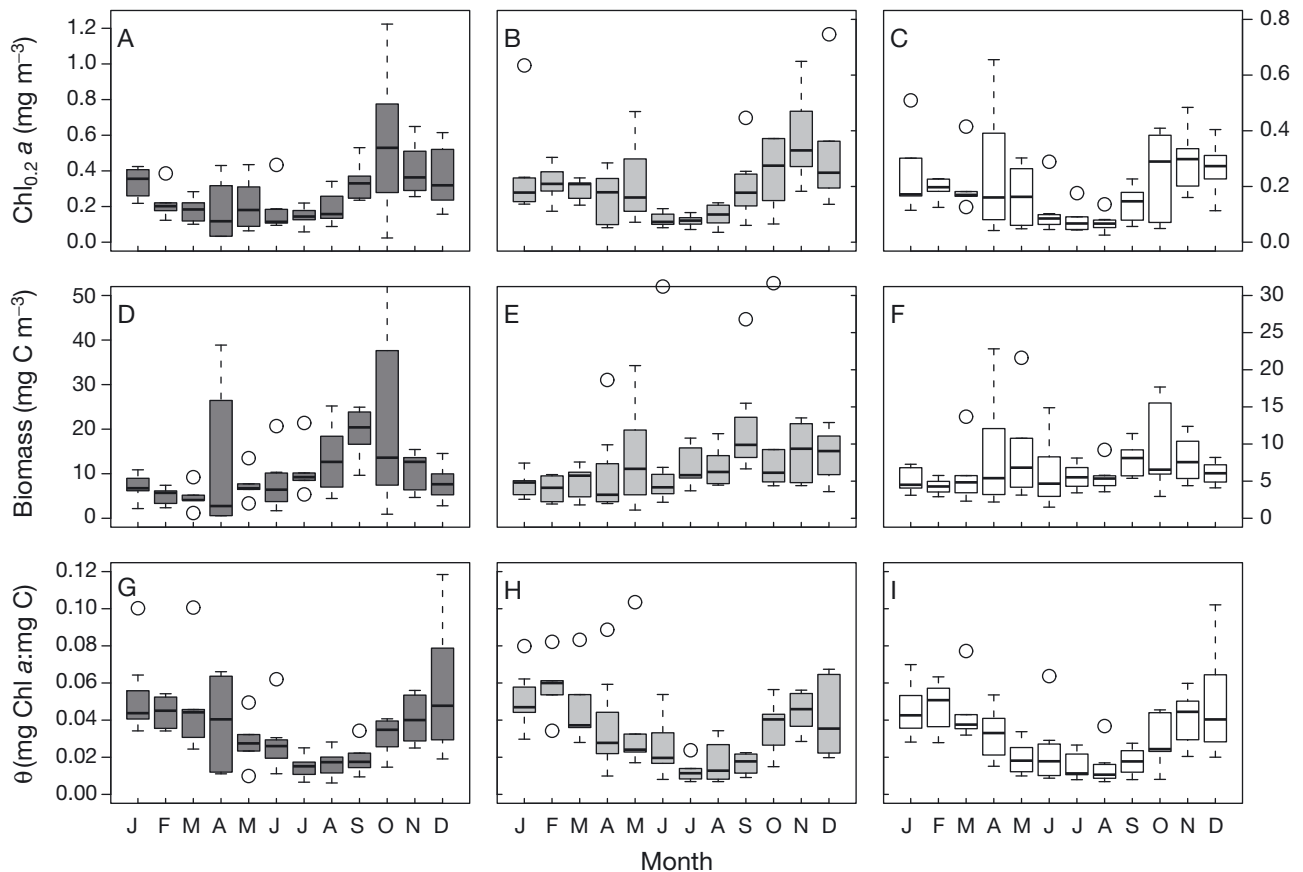 Chl0.2 a (mg m–3)
1.2
1.0
0.8
0.6
0.4
0.2
0.0
A
B
C
0.8
0.6
0.4
0.2
0.0
Biomass (mg C m–3)
50
40
30
20
10
0
D
E
F
30
25
20
15
10
5
0
θ (mg Chl a:mg C)
0.12
0.10
0.08
0.06
0.04
0.02
0.00
G
H
I
J F M A M J J A S O N D
J F M A M J J A S O N D
J F M A M J J A S O N D
Month